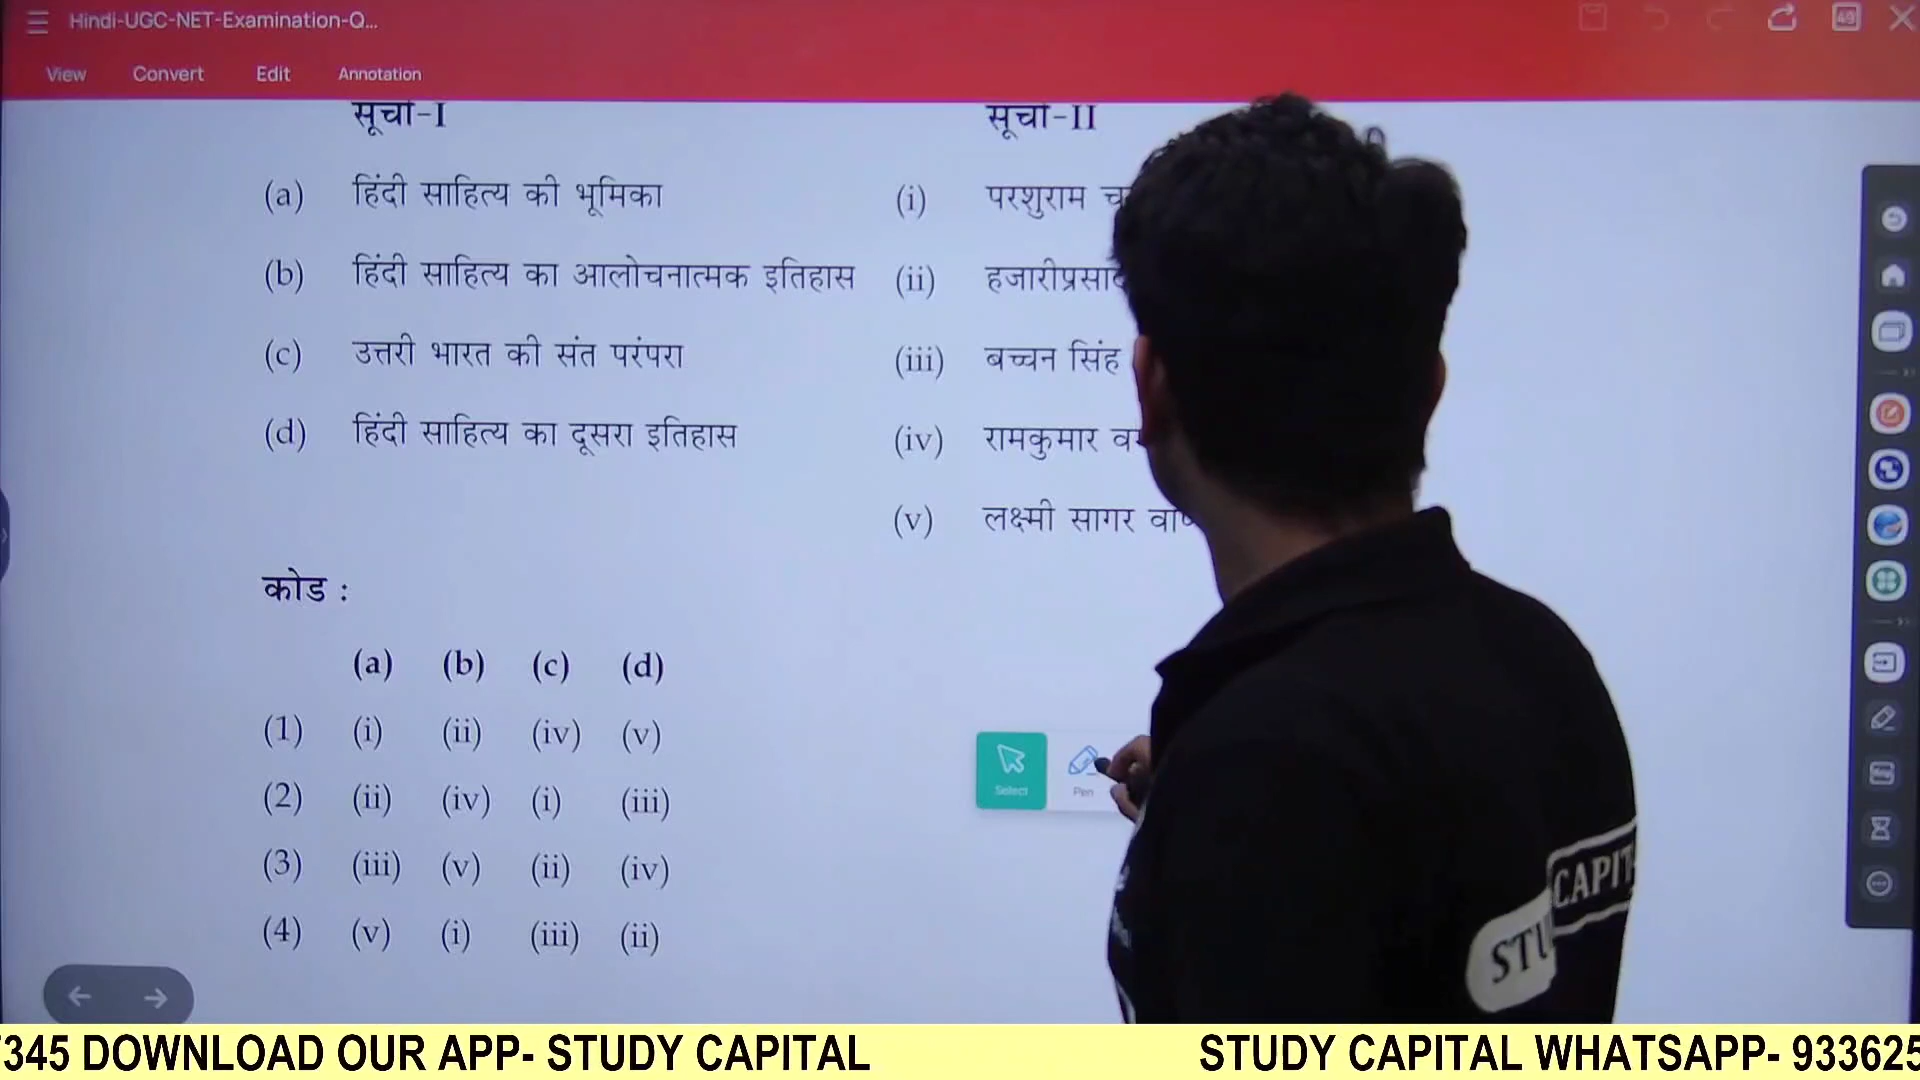 Hindi-UGC-NET-Examination-Q...
View Convert Edit Annotation
सूची-I सूची-II
(a) हिंदी साहित्य की भूमिका (i) परशुराम
(b) हिंदी साहित्य का आलोचनात्मक इतिहास (ii) हजारीप्रसाद
(c) उत्तरी भारत की संत परंपरा (iii) बच्चन सिंह
(d) हिंदी साहित्य का दूसरा इतिहास (iv) रामकुमार
(v) लक्ष्मी सागर
कोड :
(a) (b) (c) (d)
(1) (i) (ii) (iv) (v)
(2) (ii) (iv) (i) (iii)
(3) (iii) (v) (ii) (iv)
(4) (v) (i) (iii) (ii)
Select Pen
CAPIT
STU
345 DOWNLOAD OUR APP- STUDY CAPITAL STUDY CAPITAL WHATSAPP- 933625